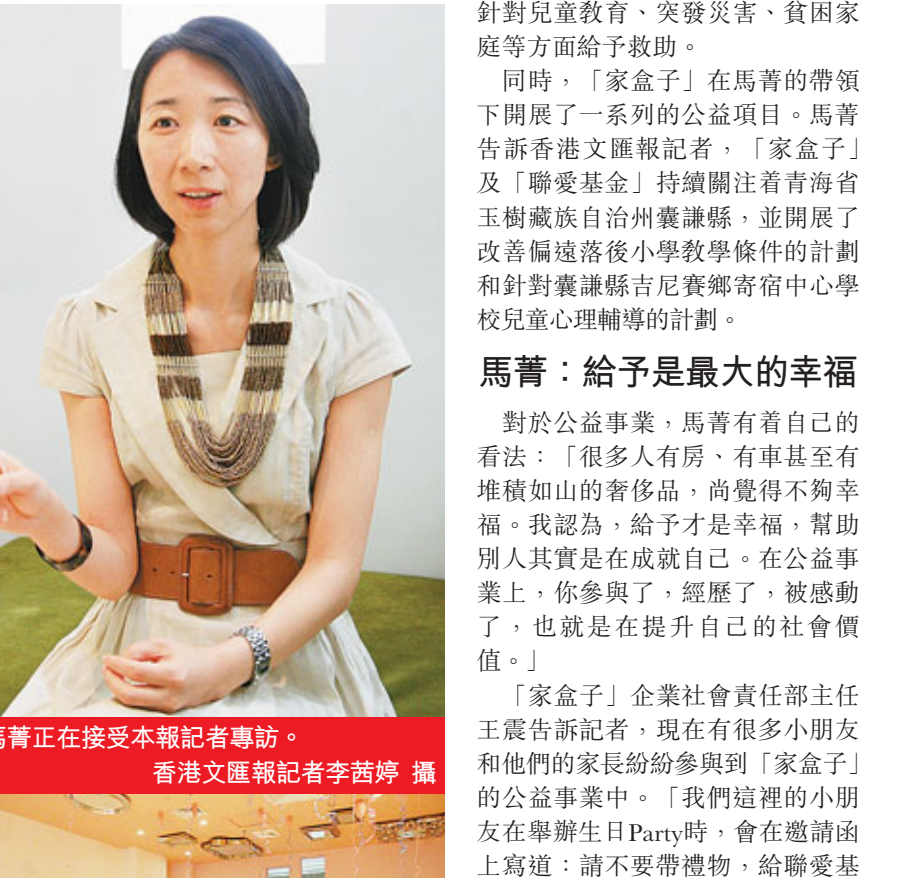 針對兒童教育、突發災害、貧困家
庭等方面給予救助。
同時，「家盒子」在馬菁的帶領
下開展了一系列的公益項目。馬菁
告訴香港文匯報記者，「家盒子」
及「聯愛基金」持續關注着青海省
玉樹藏族自治州囊謙縣，並開展了
改善偏遠落後小學教學條件的計劃
和針對囊謙縣吉尼賽鄉寄宿中心學
校兒童心理輔導的計劃。
馬菁：給予是最大的幸福
對於公益事業，馬菁有着自己的
看法：「很多人有房、有車甚至有
堆積如山的奢侈品，尚覺得不夠幸
福。我認為，給予才是幸福，幫助
別人其實是在成就自己。在公益事
業上，你參與了，經歷了，被感動
了，也就是在提升自己的社會價
值。」
「家盒子」企業社會責任部主任
王震告訴記者，現在有很多小朋友
和他們的家長紛紛參與到「家盒子」
的公益事業中。「我們這裡的小朋
友在舉辦生日Party時，會在邀請函
上寫道：請不要帶禮物，給聯愛基
馬菁正在接受本報記者專訪。
香港文匯報記者李茜婷 攝